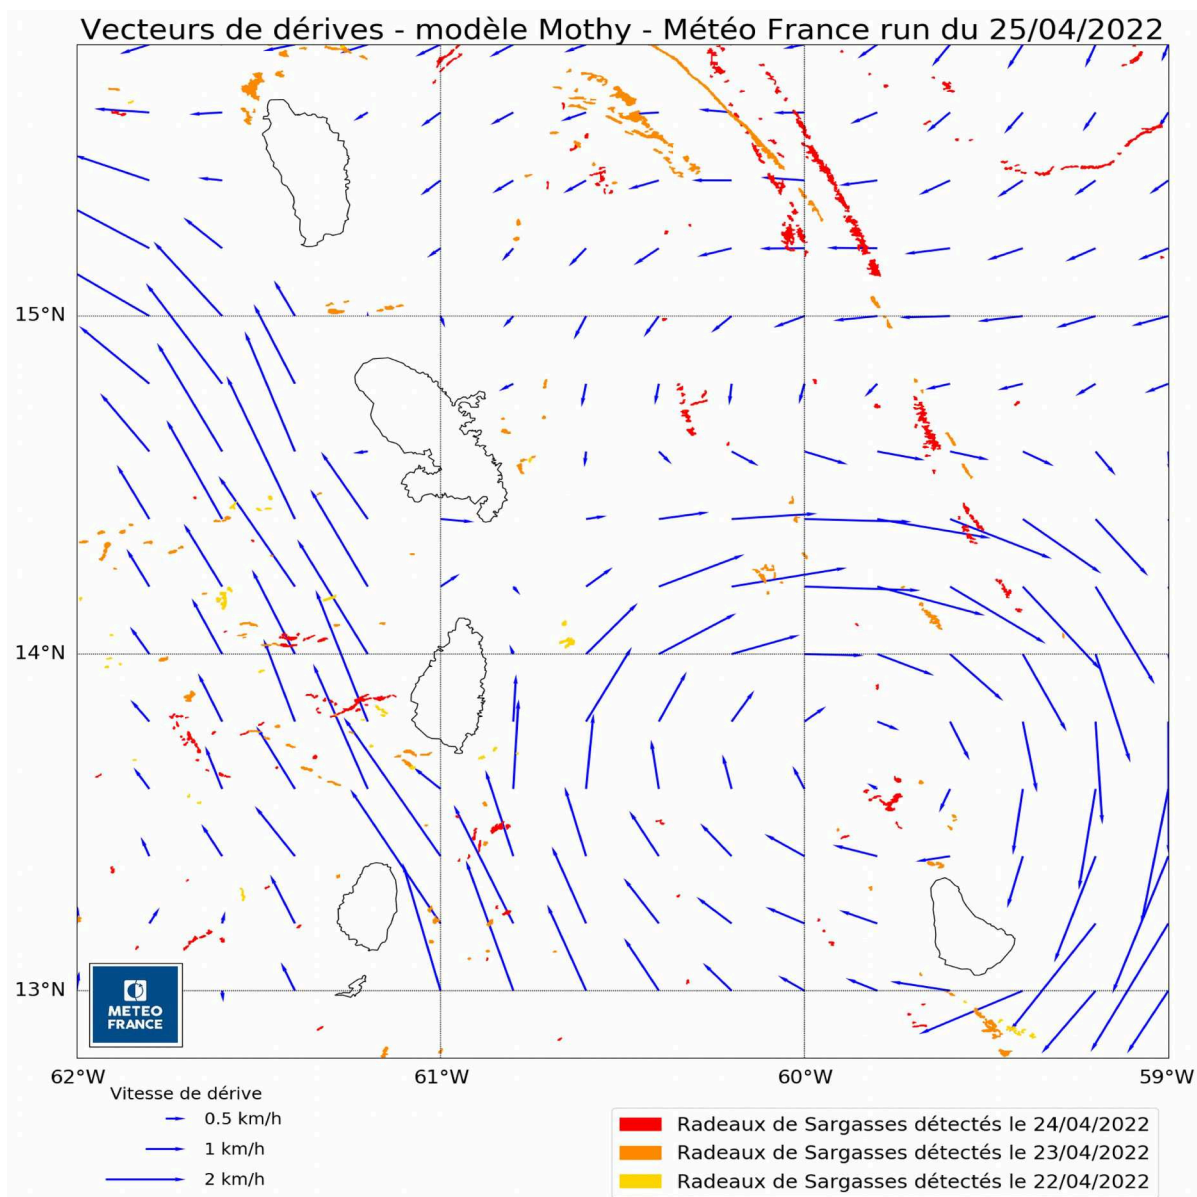 Vecteurs de dérives - modèle Mothy - Météo France run du 25/04/2022
15°N
14°N
13°N
METEO
FRANCE
62°W
61°W
60°W
59°W
Vitesse de dérive
0.5 km/h
1 km/h
2 km/h
Radeaux de Sargasses détectés le 24/04/2022
Radeaux de Sargasses détectés le 23/04/2022
Radeaux de Sargasses détectés le 22/04/2022